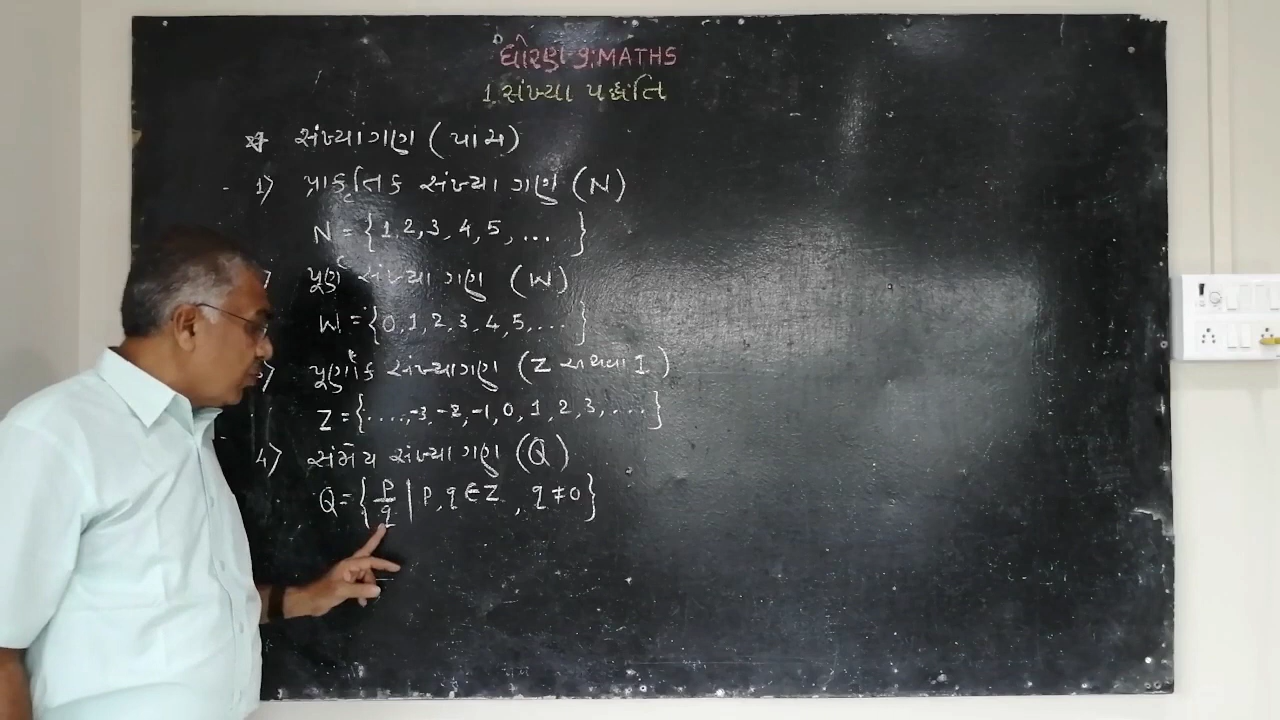 ધોરણ 9:MATHS
1. સંખ્યા પદ્ધતિ
* સંખ્યાગણ (પાંચ)
1) પ્રાકૃતિક સંખ્યા ગણ (N)
N = {1, 2, 3, 4, 5, ... }
) પૂર્ણ સંખ્યા ગણ (W)
W = {0, 1, 2, 3, 4, 5, .... }
) પૂર્ણાંક સંખ્યાગણ (Z અથવા I)
Z = {...., -3, -2, -1, 0, 1, 2, 3, .... }
4) સંમેય સંખ્યા ગણ (Q)
Q = {p/q | p, q ∈ Z, q ≠ 0}